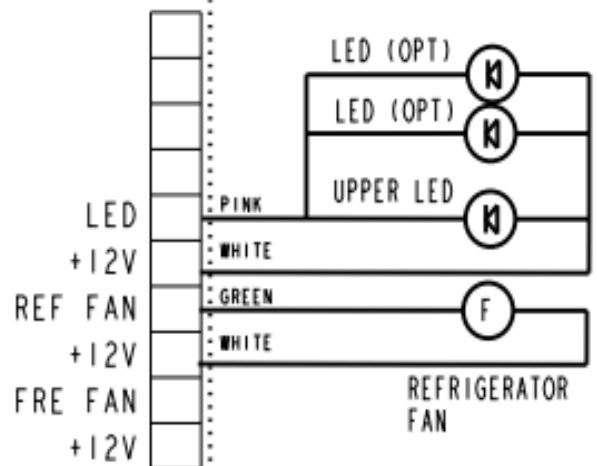 LED (OPT)
LED (OPT)
UPPER LED
LED
PINK
+12V
WHITE
REF FAN
GREEN
F
+12V
WHITE
REFRIGERATOR
FAN
FRE FAN
+12V